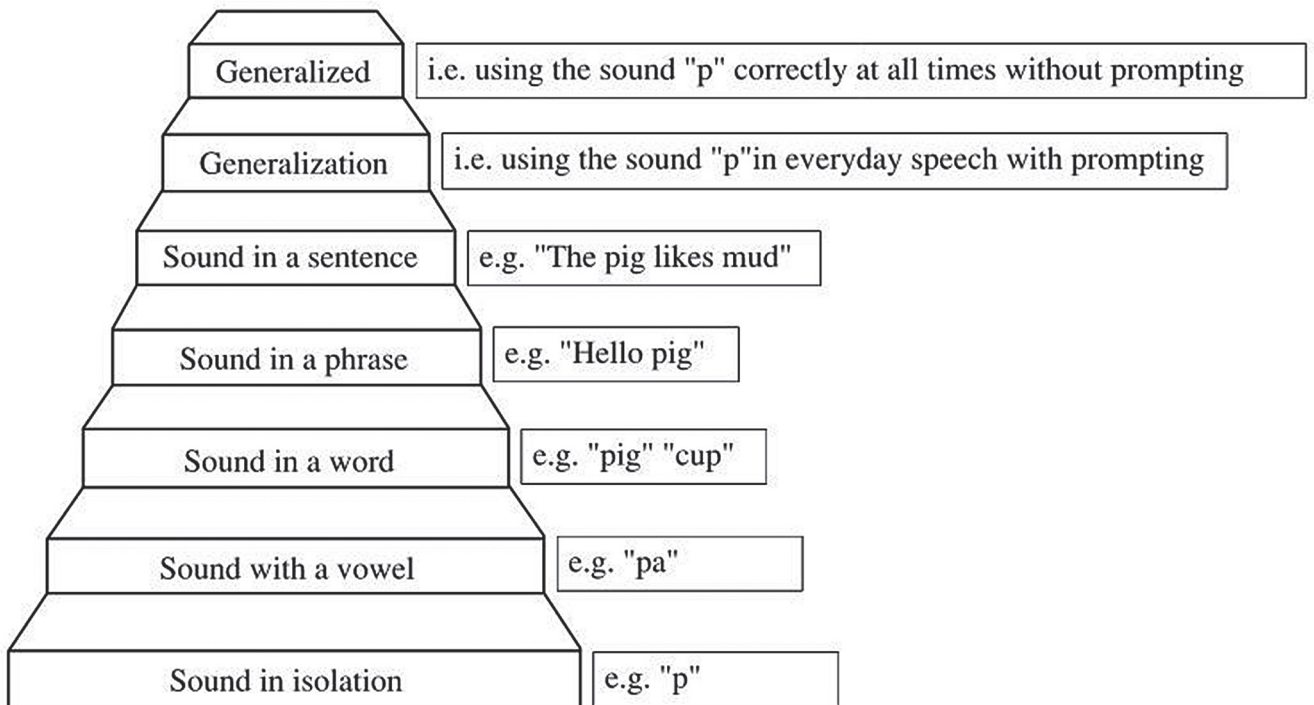 Generalized
i.e. using the sound "p" correctly at all times without prompting
Generalization
i.e. using the sound "p"in everyday speech with prompting
Sound in a sentence
e.g. "The pig likes mud"
Sound in a phrase
e.g. "Hello pig"
Sound in a word
e.g. "pig" "cup"
Sound with a vowel
e.g. "pa"
Sound in isolation
e.g. "p"